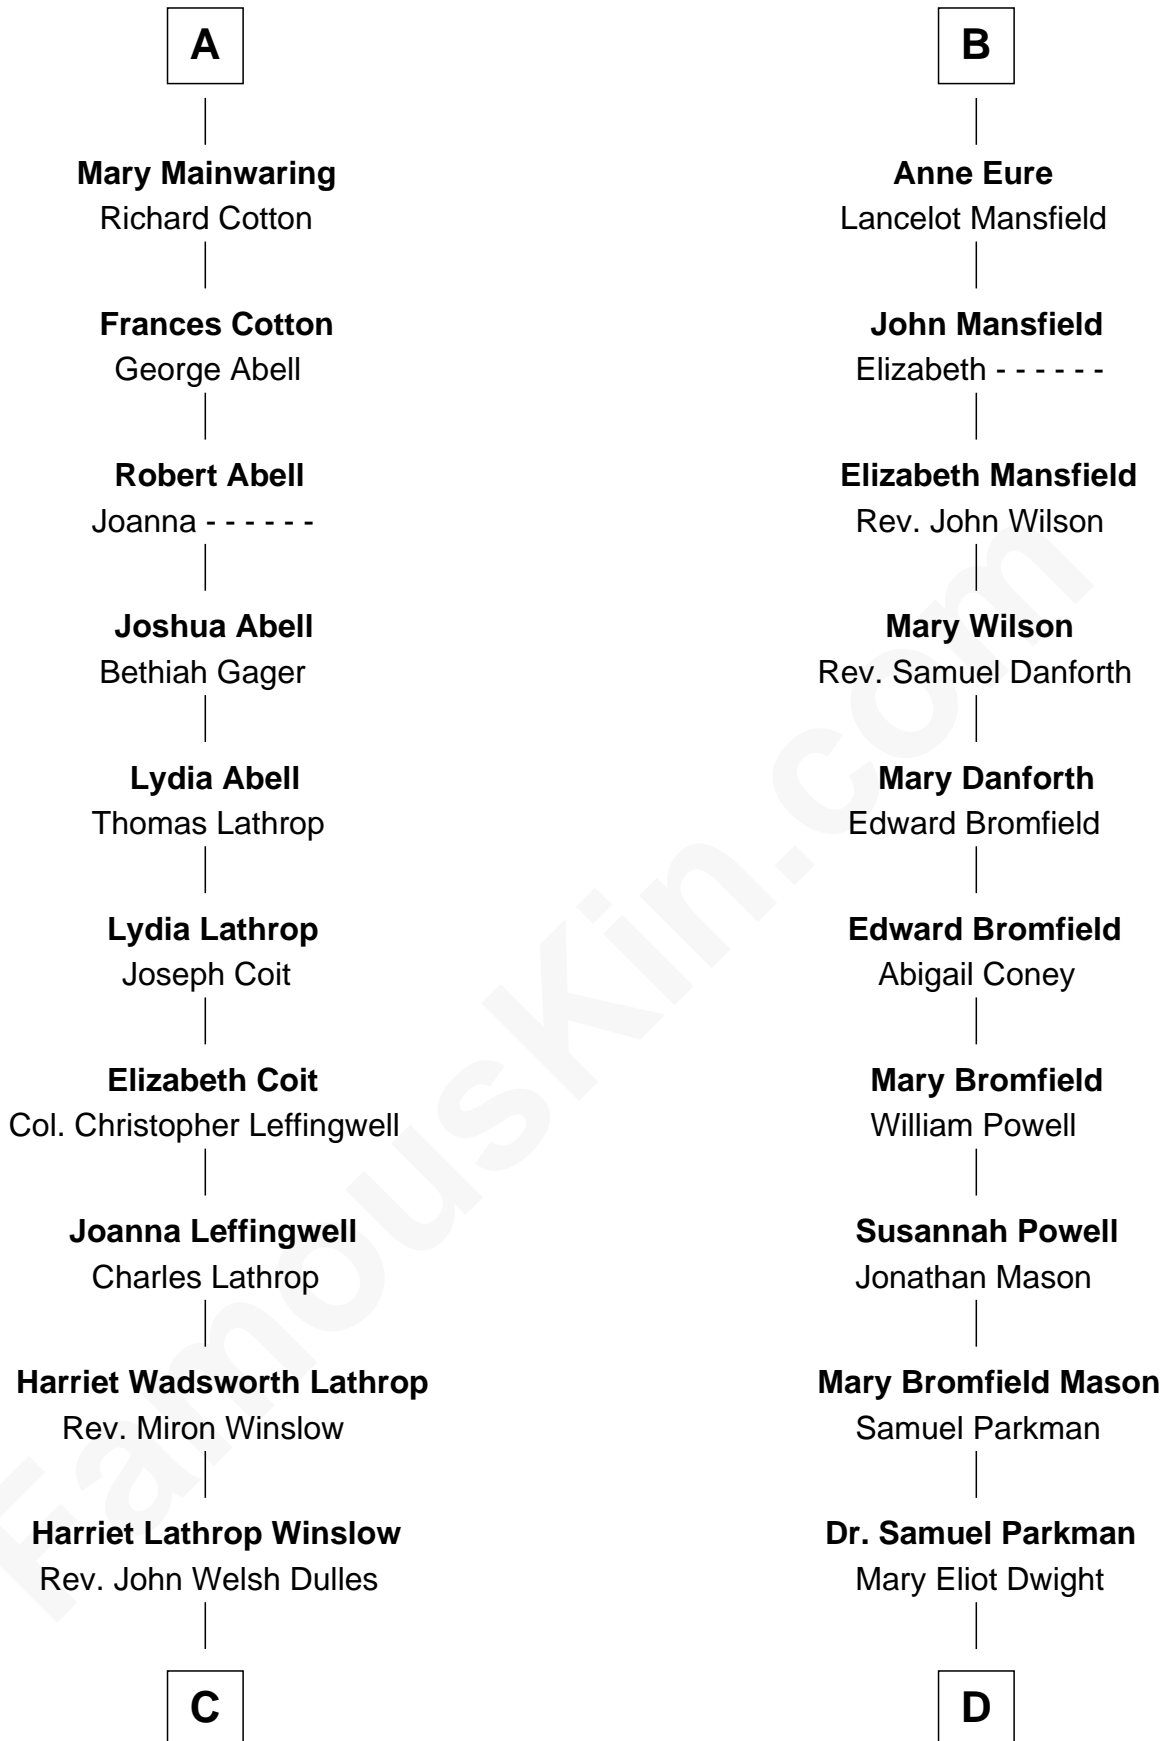 A
Mary Mainwaring
Richard Cotton
Frances Cotton
George Abell
Robert Abell
Joanna - - - - - -
Joshua Abell
Bethiah Gager
Lydia Abell
Thomas Lathrop
Lydia Lathrop
Joseph Coit
Elizabeth Coit
Col. Christopher Leffingwell
Joanna Leffingwell
Charles Lathrop
Harriet Wadsworth Lathrop
Rev. Miron Winslow
Harriet Lathrop Winslow
Rev. John Welsh Dulles
C
B
Anne Eure
Lancelot Mansfield
John Mansfield
Elizabeth - - - - - -
Elizabeth Mansfield
Rev. John Wilson
Mary Wilson
Rev. Samuel Danforth
Mary Danforth
Edward Bromfield
Edward Bromfield
Abigail Coney
Mary Bromfield
William Powell
Susannah Powell
Jonathan Mason
Mary Bromfield Mason
Samuel Parkman
Dr. Samuel Parkman
Mary Eliot Dwight
D
FamousKin.com